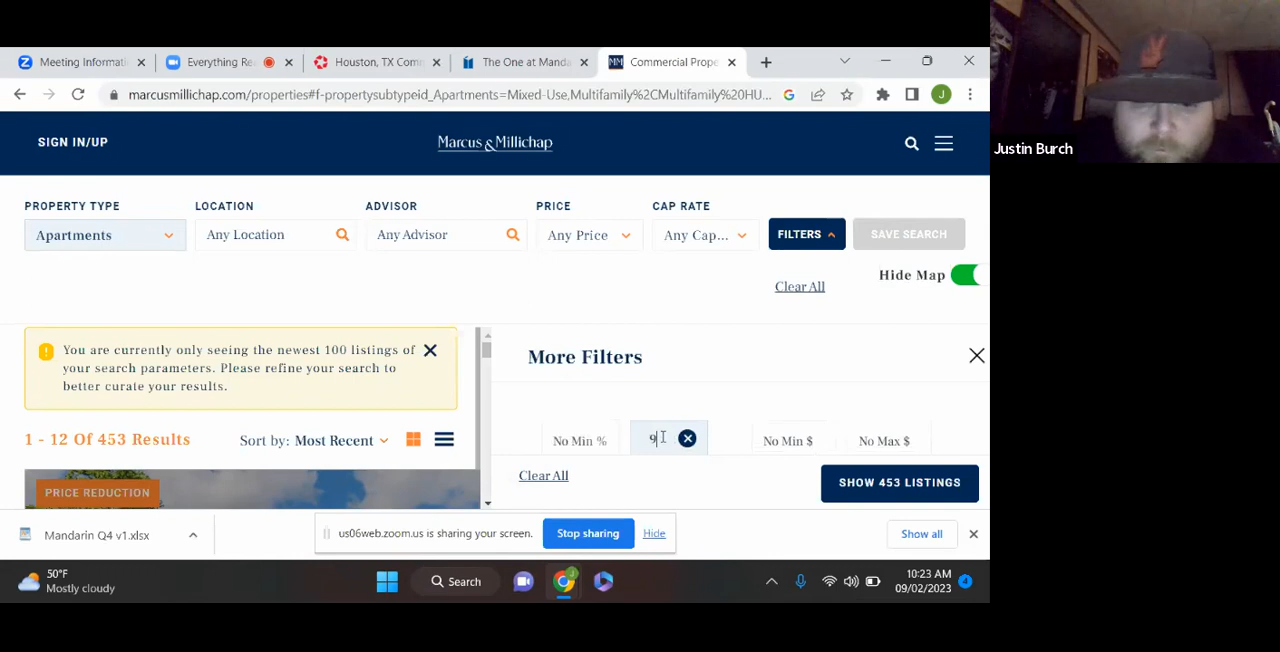 Meeting Informati
Everything Re
Houston, TX Com
The One at Manda
Commercial Prope
marcusmillichap.com/properties#f-propertysubtypeid_Apartments=Mixed-Use,Multifamily%2CMultifamily%20HU...
J
SIGN IN/UP
Marcus & Millichap
PROPERTY TYPE
LOCATION
ADVISOR
PRICE
CAP RATE
Apartments
Any Location
Any Advisor
Any Price
Any Cap...
FILTERS
SAVE SEARCH
Hide Map
Clear All
You are currently only seeing the newest 100 listings of
your search parameters. Please refine your search to
better curate your results.
More Filters
1 - 12 Of 453 Results
Sort by: Most Recent
No Min %
9
No Min $
No Max $
Clear All
SHOW 453 LISTINGS
PRICE REDUCTION
Mandarin Q4 v1.xlsx
us06web.zoom.us is sharing your screen.
Stop sharing
Hide
Show all
50°F
Mostly cloudy
Search
10:23 AM
09/02/2023
4
Justin Burch